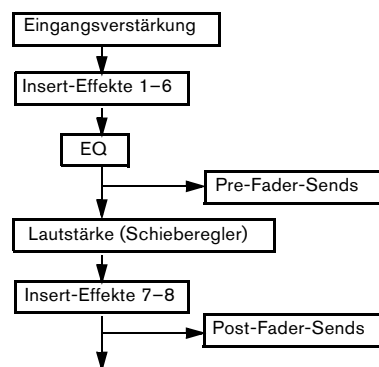 Eingangsverstärkung
Insert-Effekte 1–6
EQ
Pre-Fader-Sends
Lautstärke (Schieberegler)
Insert-Effekte 7–8
Post-Fader-Sends